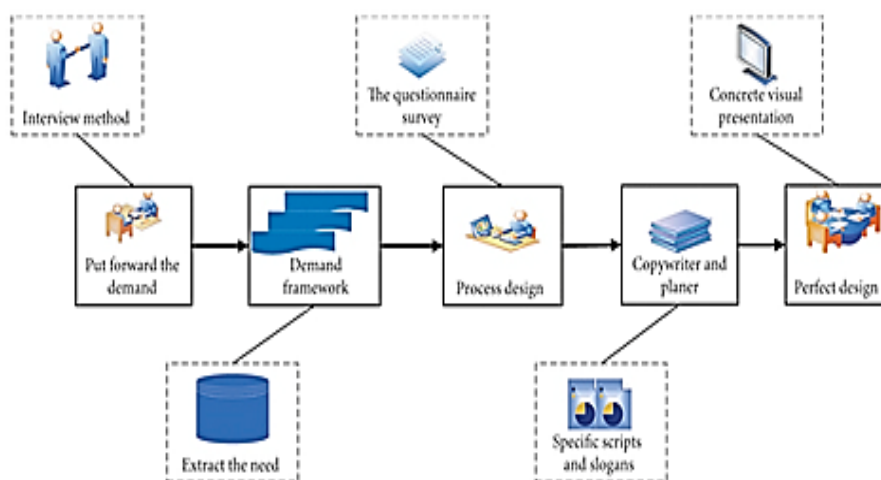 Interview method
The questionnaire
survey
Concrete visual
presentation
Put forward the
demand
Demand
framework
Process design
Copywriter and
planer
Perfect design
Extract the need
Specific scripts
and slogans